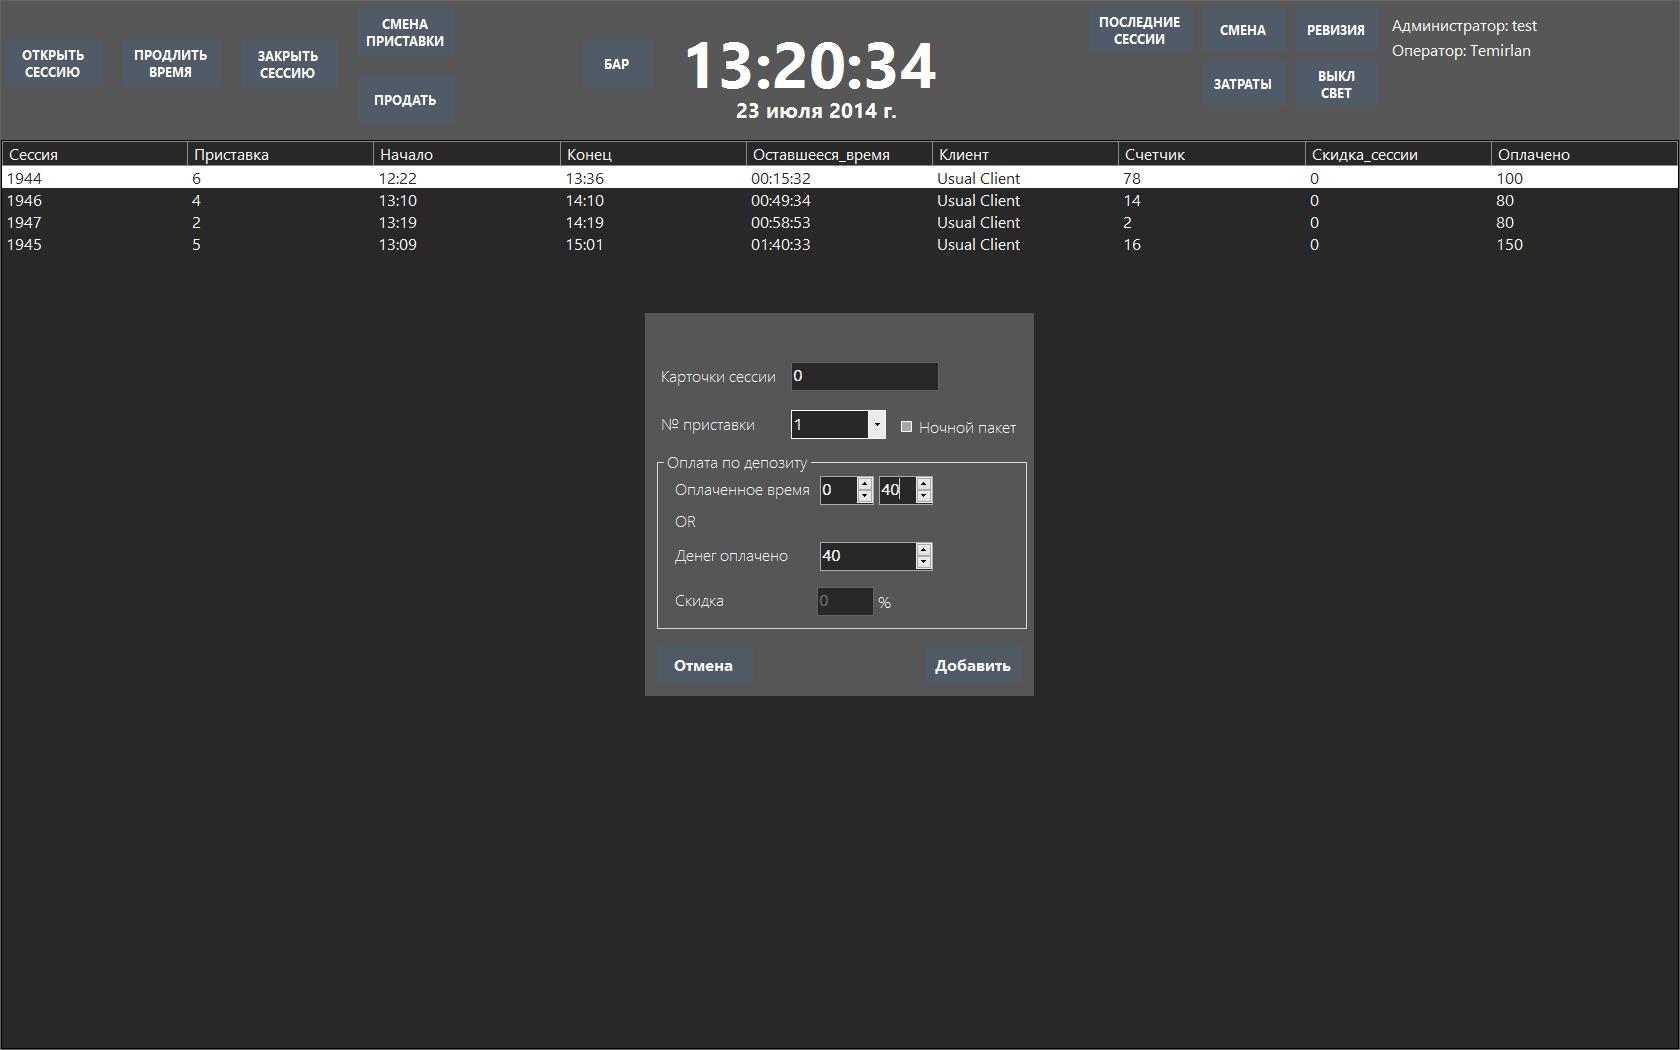 ОТКРЫТЬ
СЕССИЮ
ПРОДЛИТЬ
ВРЕМЯ
ЗАКРЫТЬ
СЕССИЮ
СМЕНА
ПРИСТАВКИ
ПРОДАТЬ
БАР
13:20:34
23 июля 2014 г.
ПОСЛЕДНИЕ
СЕССИИ
СМЕНА
РЕВИЗИЯ
ЗАТРАТЫ
ВЫКЛ
СВЕТ
Администратор: test
Оператор: Temirlan
Сессия Приставка Начало Конец Оставшееся_время Клиент Счетчик Скидка_сессии Оплачено
1944 6 12:22 13:36 00:15:32 Usual Client 78 0 100
1946 4 13:10 14:10 00:49:34 Usual Client 14 0 80
1947 2 13:19 14:19 00:58:53 Usual Client 2 0 80
1945 5 13:09 15:01 01:40:33 Usual Client 16 0 150
Карточки сессии 0
№ приставки 1 Ночной пакет
Оплата по депозиту
Оплаченное время 0 40
OR
Денег оплачено 40
Скидка 0 %
Отмена Добавить